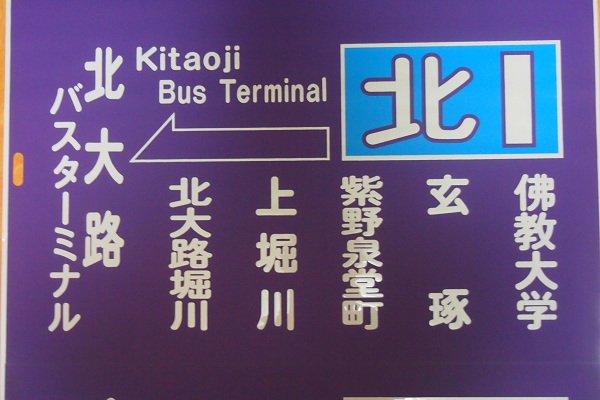 北1
Kitaoji
Bus Terminal
佛教大学
玄琢
紫野泉堂町
上堀川
北大路堀川
北大路
バスターミナル